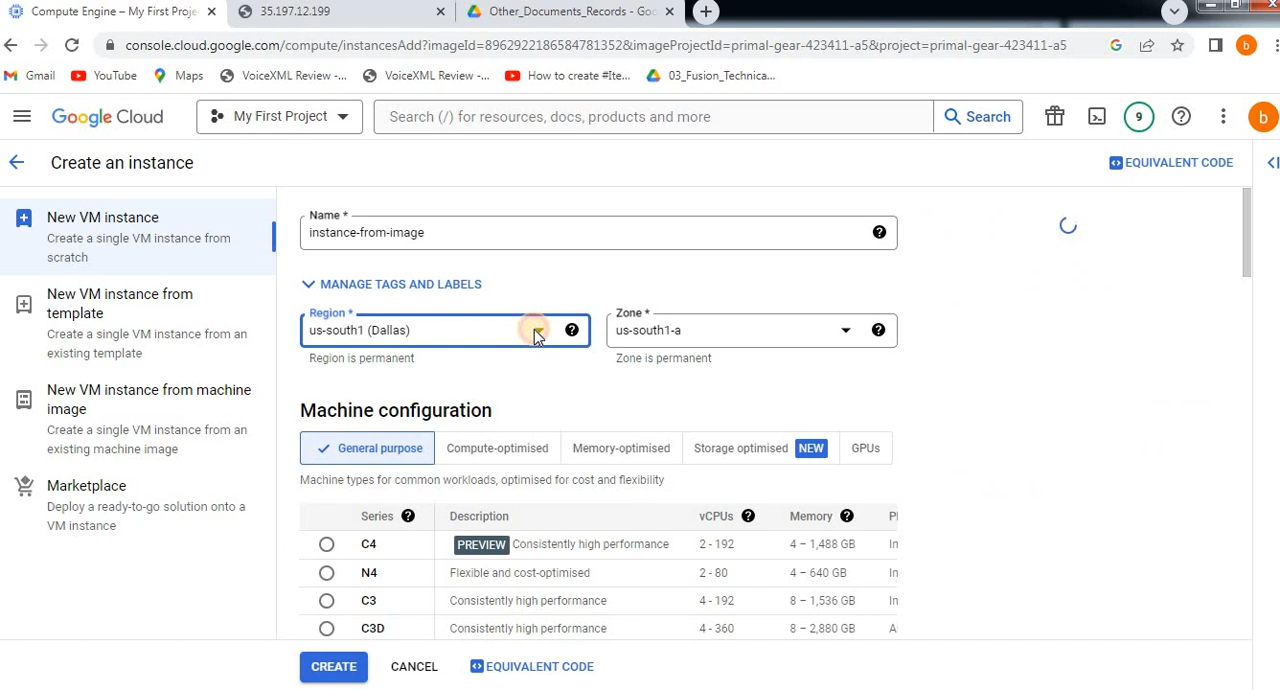 Compute Engine – My First Proje
35.197.12.199
Other_Documents_Records - Goo
console.cloud.google.com/compute/instancesAdd?imageId=8962922186584781352&imageProjectId=primal-gear-423411-a5&project=primal-gear-423411-a5
G
b
Gmail
YouTube
Maps
VoiceXML Review -...
VoiceXML Review -...
How to create #Ite...
03_Fusion_Technica...
Google Cloud
My First Project
Search (/) for resources, docs, products and more
Search
9
b
Create an instance
EQUIVALENT CODE
New VM instance
Create a single VM instance from
scratch
New VM instance from
template
Create a single VM instance from an
existing template
New VM instance from machine
image
Create a single VM instance from an
existing machine image
Marketplace
Deploy a ready-to-go solution onto a
VM instance
Name *
instance-from-image
MANAGE TAGS AND LABELS
Region *
us-south1 (Dallas)
Region is permanent
Zone *
us-south1-a
Zone is permanent
Machine configuration
General purpose
Compute-optimised
Memory-optimised
Storage optimised NEW
GPUs
Machine types for common workloads, optimised for cost and flexibility
Series Description vCPUs Memory Pl
C4 PREVIEW Consistently high performance 2 - 192 4 – 1,488 GB In
N4 Flexible and cost-optimised 2 - 80 4 – 640 GB In
C3 Consistently high performance 4 - 192 8 – 1,536 GB In
C3D Consistently high performance 4 - 360 8 – 2,880 GB A
CREATE
CANCEL
EQUIVALENT CODE